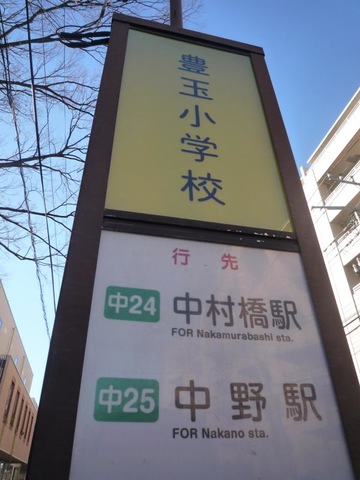 豊玉小学校
行先
中24 中村橋駅
FOR Nakamurabashi sta.
中25 中野駅
FOR Nakano sta.